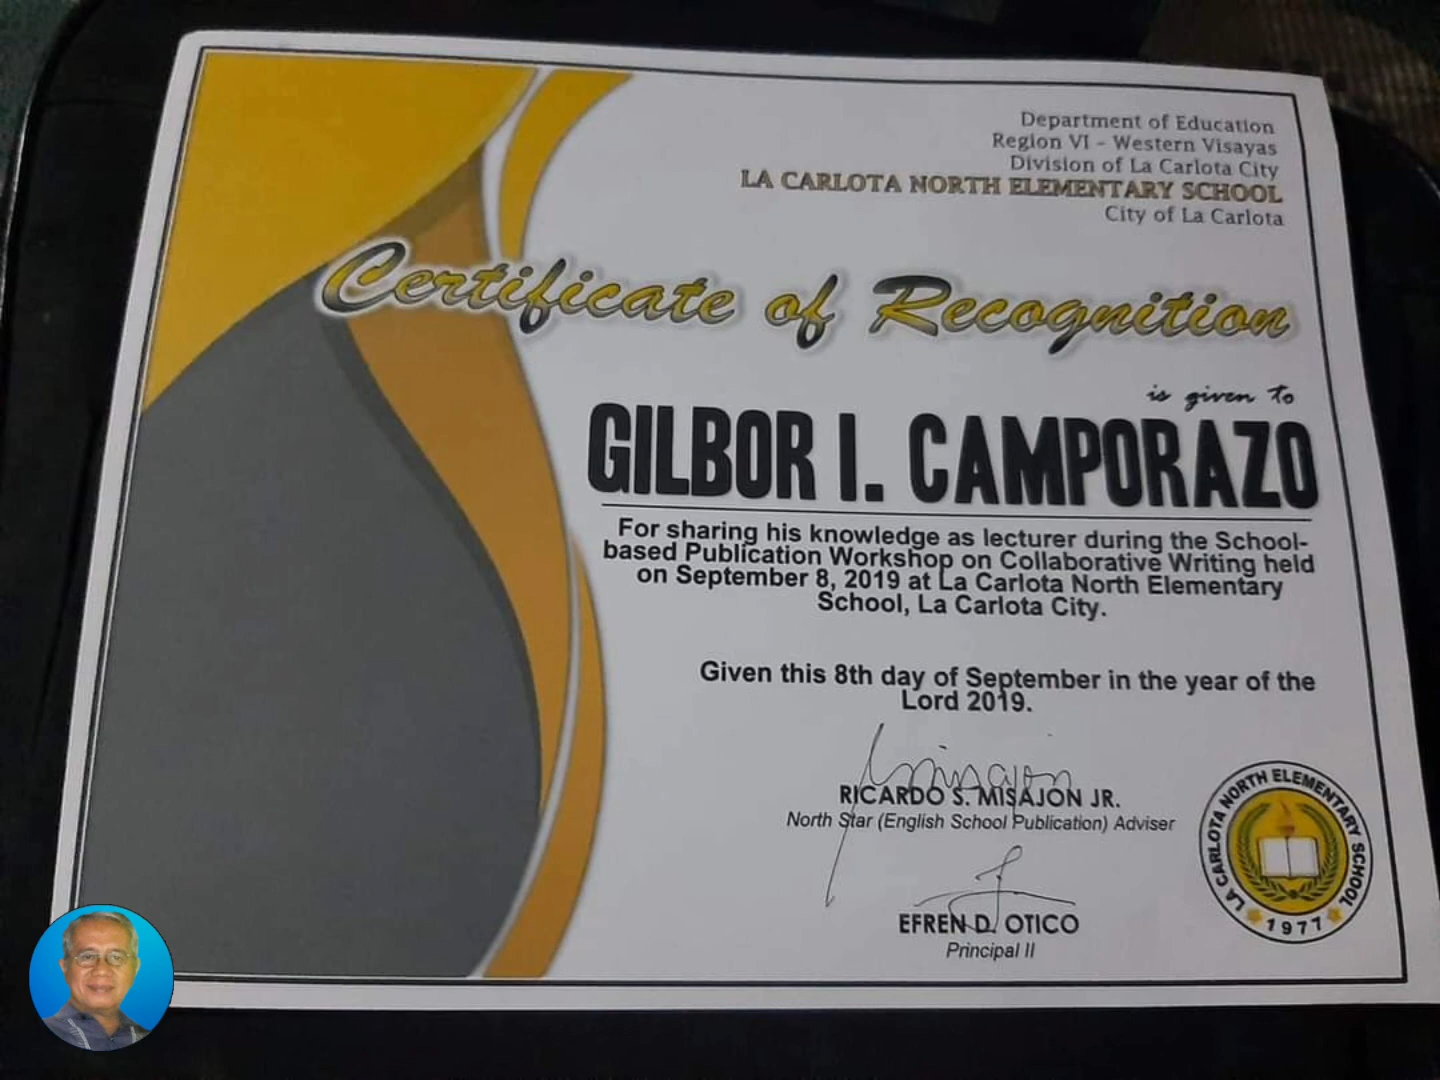 Department of Education
Region VI - Western Visayas
Division of La Carlota City
LA CARLOTA NORTH ELEMENTARY SCHOOL
City of La Carlota
Certificate of Recognition
is given to
GILBOR I. CAMPORAZO
For sharing his knowledge as lecturer during the School-
based Publication Workshop on Collaborative Writing held
on September 8, 2019 at La Carlota North Elementary
School, La Carlota City.
Given this 8th day of September in the year of the
Lord 2019.
RICARDO S. MISAJON JR.
North Star (English School Publication) Adviser
EFREN D. OTICO
Principal II
LA CARLOTA NORTH ELEMENTARY SCHOOL
1977